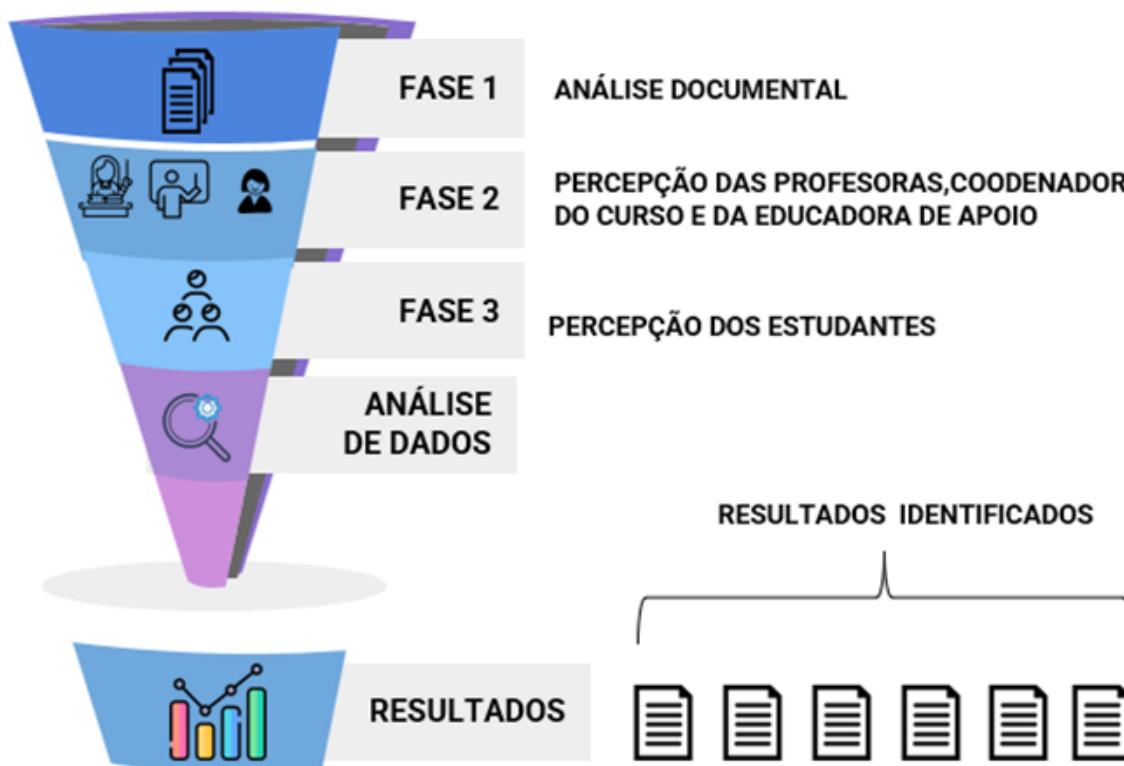 FASE 1
ANÁLISE DOCUMENTAL
FASE 2
PERCEPÇÃO DAS PROFESORAS,COODENADOR
DO CURSO E DA EDUCADORA DE APOIO
FASE 3
PERCEPÇÃO DOS ESTUDANTES
ANÁLISE
DE DADOS
RESULTADOS IDENTIFICADOS
RESULTADOS